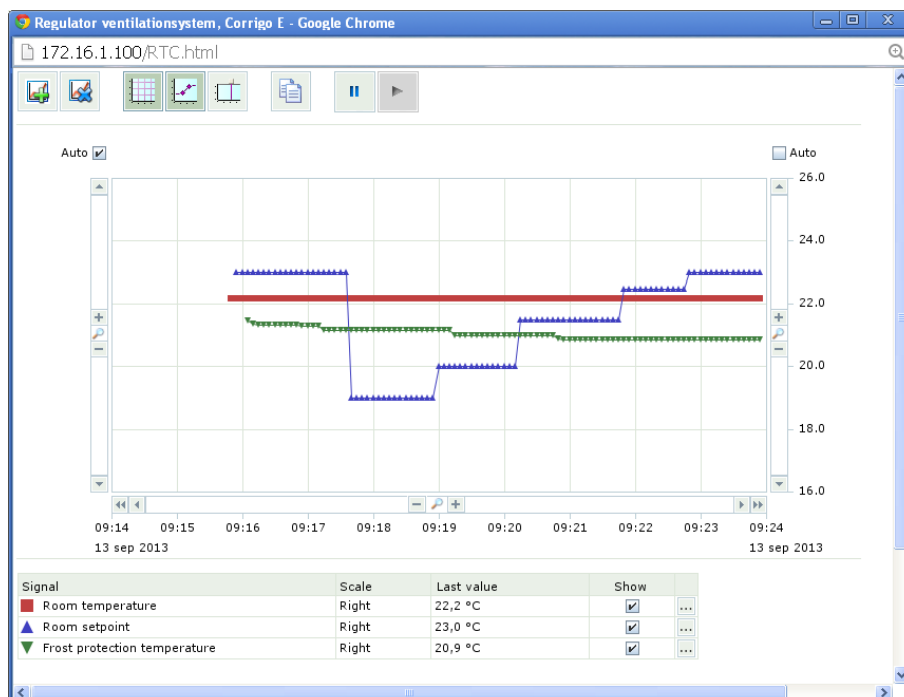 Regulator ventilationsystem, Corrigo E - Google Chrome
172.16.1.100/RTC.html
Auto Auto
26.0
24.0
22.0
20.0
18.0
16.0
09:14 09:15 09:16 09:17 09:18 09:19 09:20 09:21 09:22 09:23 09:24
13 sep 2013 13 sep 2013
Signal Scale Last value Show
Room temperature Right 22,2 °C ...
Room setpoint Right 23,0 °C ...
Frost protection temperature Right 20,9 °C ...